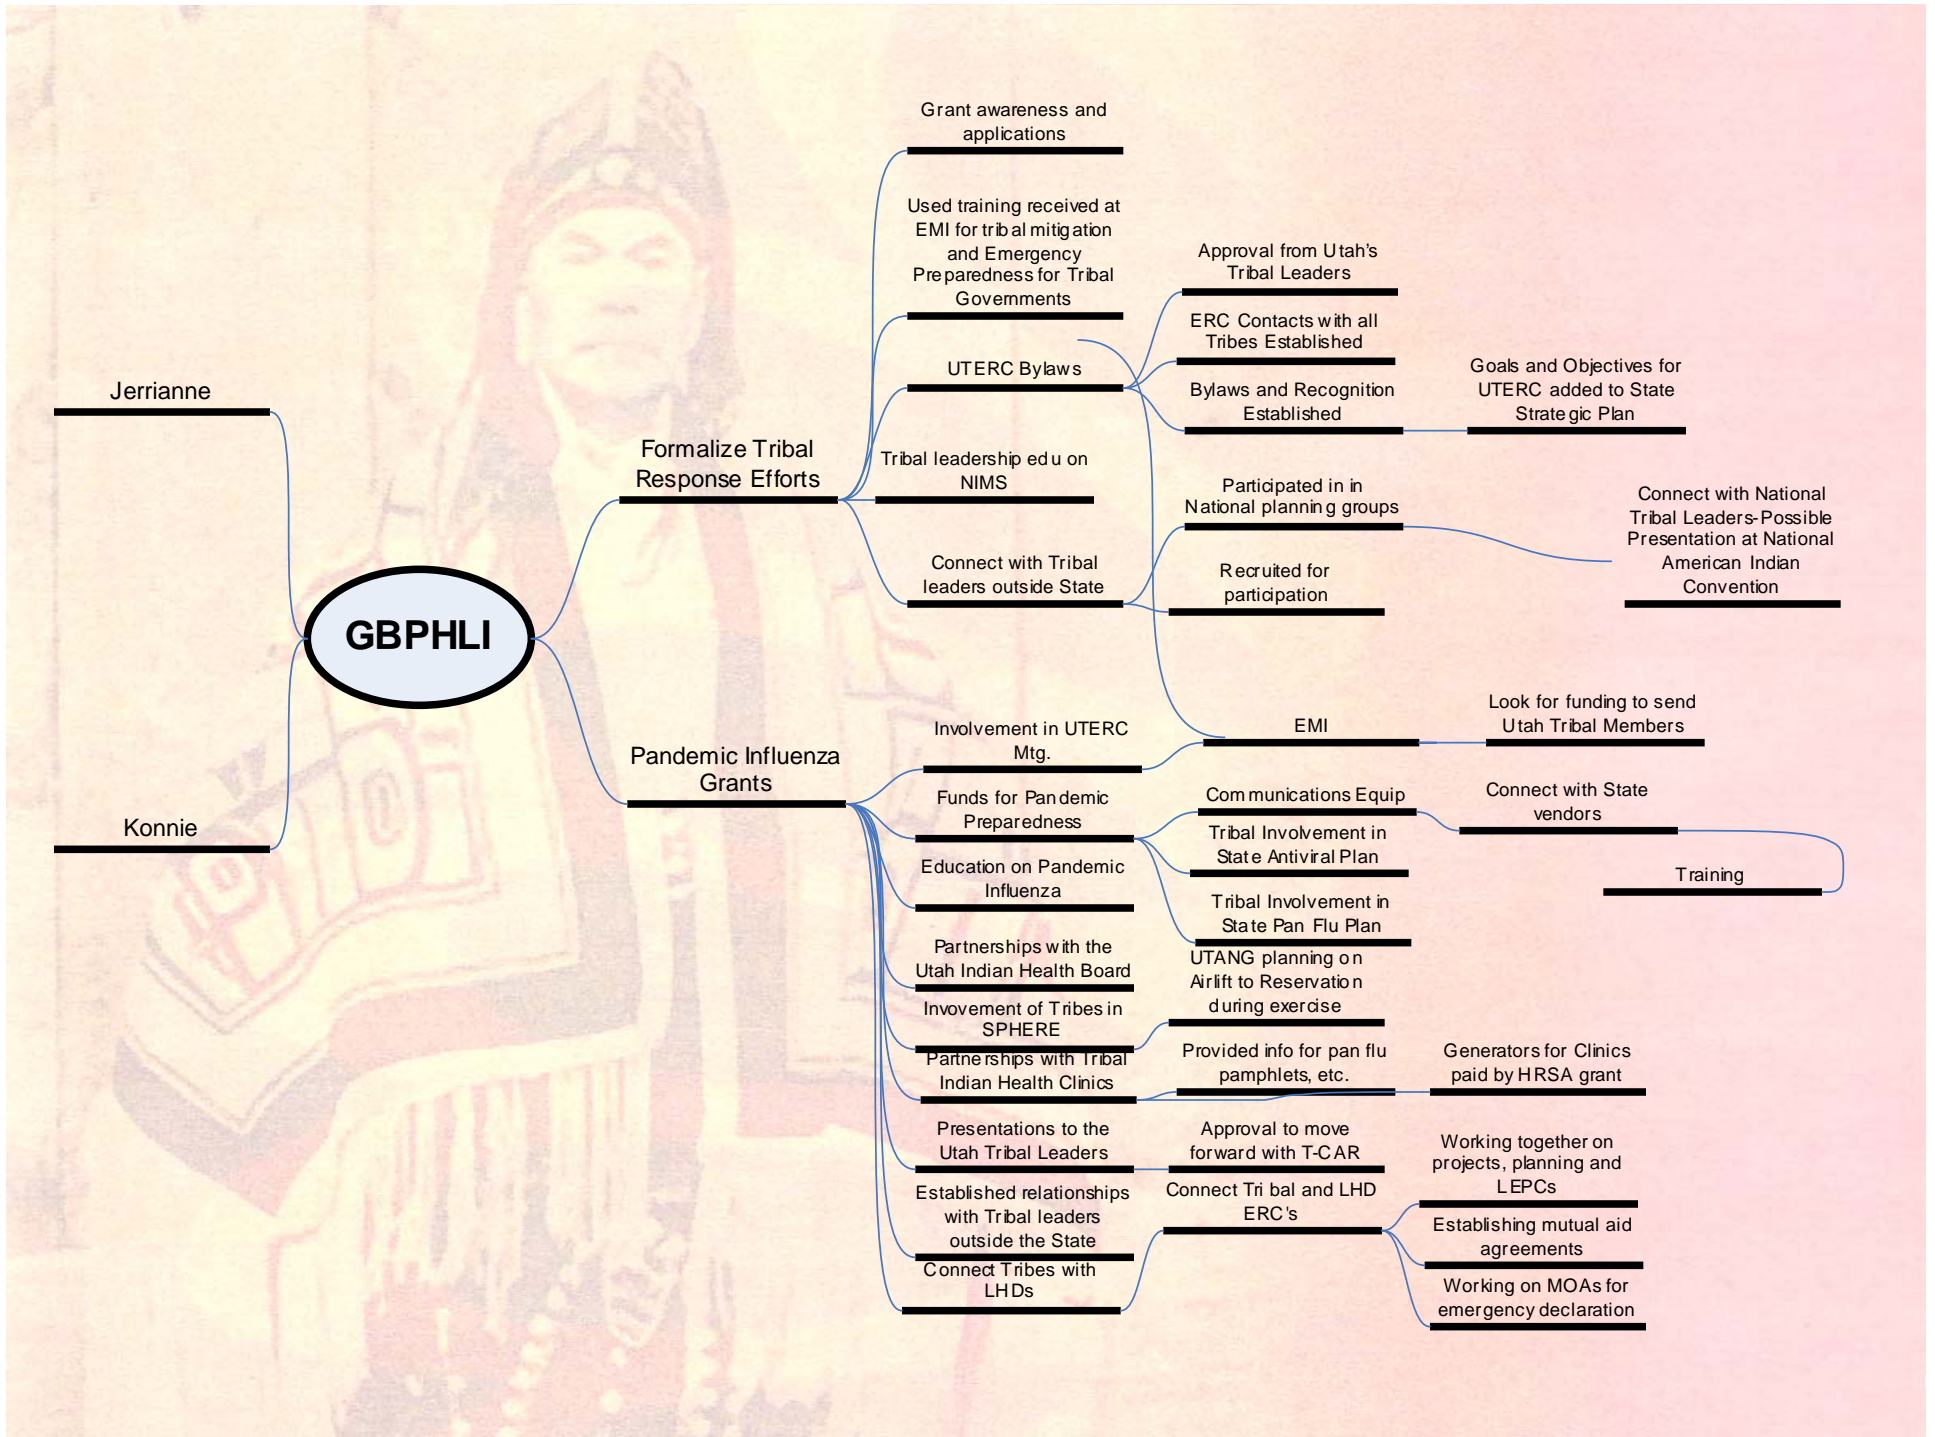 Jerrianne
Konnie
GBPHLI
Formalize Tribal
Response Efforts
Grant awareness and
applications
Used training received at
EMI for tribal mitigation
and Emergency
Preparedness for Tribal
Governments
UTERC Bylaws
Approval from Utah's
Tribal Leaders
ERC Contacts with all
Tribes Established
Bylaws and Recognition
Established
Goals and Objectives for
UTERC added to State
Strategic Plan
Tribal leadership edu on
NIMS
Connect with Tribal
leaders outside State
Participated in in
National planning groups
Connect with National
Tribal Leaders-Possible
Presentation at National
American Indian
Convention
Recruited for
participation
Pandemic Influenza
Grants
Involvement in UTERC
Mtg.
EMI
Look for funding to send
Utah Tribal Members
Funds for Pandemic
Preparedness
Communications Equip
Connect with State
vendors
Training
Tribal Involvement in
State Antiviral Plan
Tribal Involvement in
State Pan Flu Plan
Education on Pandemic
Influenza
Partnerships with the
Utah Indian Health Board
Invovement of Tribes in
SPHERE
UTANG planning on
Airlift to Reservation
during exercise
Partnerships with Tribal
Indian Health Clinics
Provided info for pan flu
pamphlets, etc.
Generators for Clinics
paid by HRSA grant
Presentations to the
Utah Tribal Leaders
Approval to move
forward with T-CAR
Established relationships
with Tribal leaders
outside the State
Connect Tribes with
LHDs
Connect Tribal and LHD
ERC's
Working together on
projects, planning and
LEPCs
Establishing mutual aid
agreements
Working on MOAs for
emergency declaration